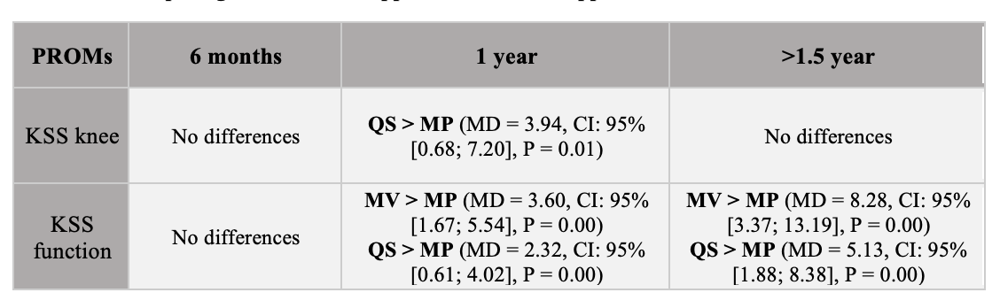 PROMs 6 months 1 year >1.5 year
KSS knee No differences QS > MP (MD = 3.94, CI: 95% [0.68; 7.20], P = 0.01) No differences
KSS function No differences MV > MP (MD = 3.60, CI: 95% [1.67; 5.54], P = 0.00) QS > MP (MD = 2.32, CI: 95% [0.61; 4.02], P = 0.00) MV > MP (MD = 8.28, CI: 95% [3.37; 13.19], P = 0.00) QS > MP (MD = 5.13, CI: 95% [1.88; 8.38], P = 0.00)